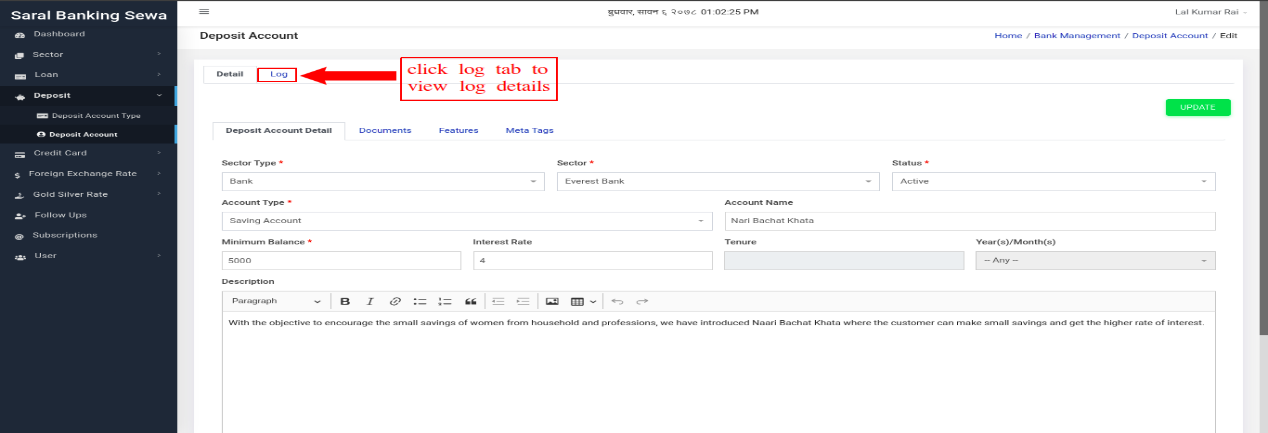 Saral Banking Sewa
बुधवार, सावन ६ २०७८ 01:02:25 PM
Lal Kumar Rai
Dashboard
Sector
Loan
Deposit
Deposit Account Type
Deposit Account
Credit Card
Foreign Exchange Rate
Gold Silver Rate
Follow Ups
Subscriptions
User
Deposit Account
Home / Bank Management / Deposit Account / Edit
Detail
Log
click log tab to
view log details
UPDATE
Deposit Account Detail
Documents
Features
Meta Tags
Sector Type *
Sector *
Status *
Bank
Everest Bank
Active
Account Type *
Account Name
Saving Account
Nari Bachat Khata
Minimum Balance *
Interest Rate
Tenure
Year(s)/Month(s)
5000
4
-- Any --
Description
Paragraph
B
I
With the objective to encourage the small savings of women from household and professions, we have introduced Naari Bachat Khata where the customer can make small savings and get the higher rate of interest.